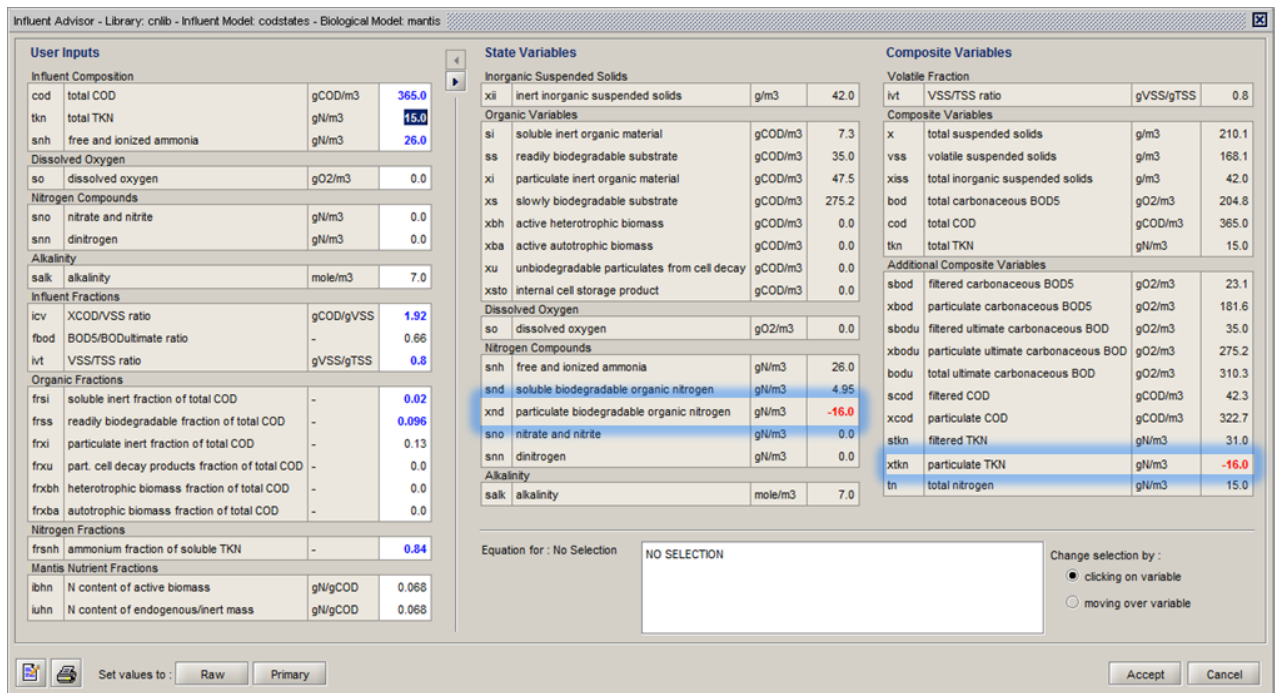 Influent Advisor - Library: cnlib - Influent Model: codstates - Biological Model: mantis
User Inputs
Influent Composition
cod total COD gCOD/m3 365.0
tkn total TKN gN/m3 15.0
snh free and ionized ammonia gN/m3 26.0
Dissolved Oxygen
so dissolved oxygen gO2/m3 0.0
Nitrogen Compounds
sno nitrate and nitrite gN/m3 0.0
snn dinitrogen gN/m3 0.0
Alkalinity
salk alkalinity mole/m3 7.0
Influent Fractions
icv XCOD/VSS ratio gCOD/gVSS 1.92
fbod BOD5/BODultimate ratio - 0.66
ivt VSS/TSS ratio gVSS/gTSS 0.8
Organic Fractions
frsi soluble inert fraction of total COD - 0.02
frss readily biodegradable fraction of total COD - 0.096
frxi particulate inert fraction of total COD - 0.13
frxu part. cell decay products fraction of total COD - 0.0
frxbh heterotrophic biomass fraction of total COD - 0.0
frxba autotrophic biomass fraction of total COD - 0.0
Nitrogen Fractions
frsnh ammonium fraction of soluble TKN - 0.84
Mantis Nutrient Fractions
ibhn N content of active biomass gN/gCOD 0.068
iuhn N content of endogenous/inert mass gN/gCOD 0.068
State Variables
Inorganic Suspended Solids
xii inert inorganic suspended solids g/m3 42.0
Organic Variables
si soluble inert organic material gCOD/m3 7.3
ss readily biodegradable substrate gCOD/m3 35.0
xi particulate inert organic material gCOD/m3 47.5
xs slowly biodegradable substrate gCOD/m3 275.2
xbh active heterotrophic biomass gCOD/m3 0.0
xba active autotrophic biomass gCOD/m3 0.0
xu unbiodegradable particulates from cell decay gCOD/m3 0.0
xsto internal cell storage product gCOD/m3 0.0
Dissolved Oxygen
so dissolved oxygen gO2/m3 0.0
Nitrogen Compounds
snh free and ionized ammonia gN/m3 26.0
snd soluble biodegradable organic nitrogen gN/m3 4.95
xnd particulate biodegradable organic nitrogen gN/m3 -16.0
sno nitrate and nitrite gN/m3 0.0
snn dinitrogen gN/m3 0.0
Alkalinity
salk alkalinity mole/m3 7.0
Composite Variables
Volatile Fraction
ivt VSS/TSS ratio gVSS/gTSS 0.8
Composite Variables
x total suspended solids g/m3 210.1
vss volatile suspended solids g/m3 168.1
xiss total inorganic suspended solids g/m3 42.0
bod total carbonaceous BOD5 gO2/m3 204.8
cod total COD gCOD/m3 365.0
tkn total TKN gN/m3 15.0
Additional Composite Variables
sbod filtered carbonaceous BOD5 gO2/m3 23.1
xbod particulate carbonaceous BOD5 gO2/m3 181.6
sbodu filtered ultimate carbonaceous BOD gO2/m3 35.0
xbodu particulate ultimate carbonaceous BOD gO2/m3 275.2
bodu total ultimate carbonaceous BOD gO2/m3 310.3
scod filtered COD gCOD/m3 42.3
xcod particulate COD gCOD/m3 322.7
stkn filtered TKN gN/m3 31.0
xtkn particulate TKN gN/m3 -16.0
tn total nitrogen gN/m3 15.0
Equation for : No Selection
NO SELECTION
Change selection by :
clicking on variable
moving over variable
Set values to : Raw Primary
Accept Cancel